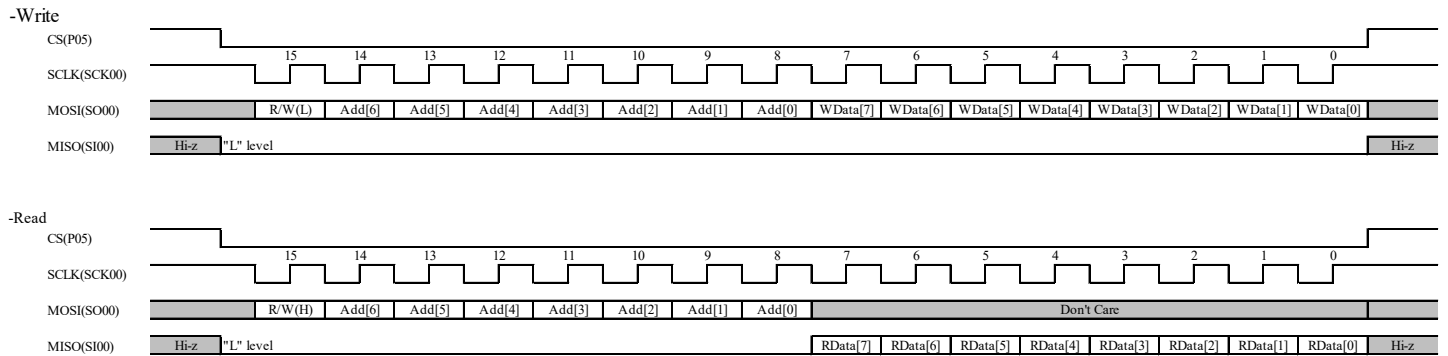 -Write
CS(P05)
15 14 13 12 11 10 9 8 7 6 5 4 3 2 1 0
SCLK(SCK00)
MOSI(SO00) R/W(L) Add[6] Add[5] Add[4] Add[3] Add[2] Add[1] Add[0] WData[7] WData[6] WData[5] WData[4] WData[3] WData[2] WData[1] WData[0]
MISO(SI00) Hi-z "L" level Hi-z
-Read
CS(P05)
15 14 13 12 11 10 9 8 7 6 5 4 3 2 1 0
SCLK(SCK00)
MOSI(SO00) R/W(H) Add[6] Add[5] Add[4] Add[3] Add[2] Add[1] Add[0] Don't Care
MISO(SI00) Hi-z "L" level RData[7] RData[6] RData[5] RData[4] RData[3] RData[2] RData[1] RData[0] Hi-z